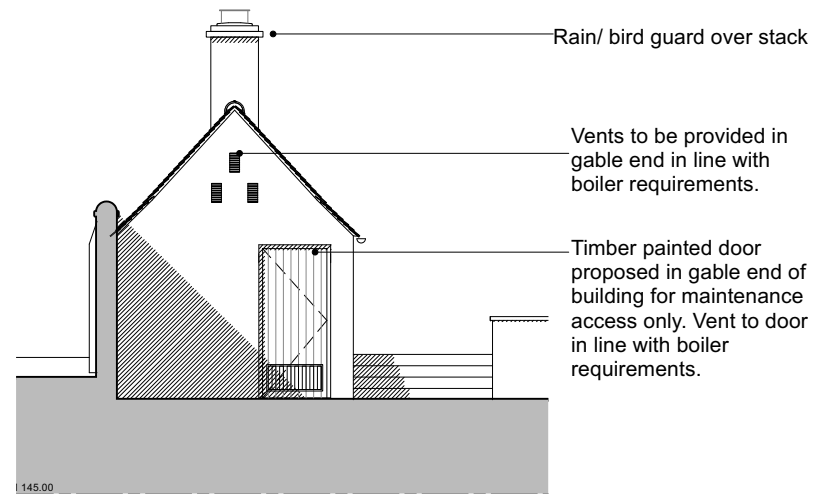 Rain/ bird guard over stack
Vents to be provided in
gable end in line with
boiler requirements.
Timber painted door
proposed in gable end of
building for maintenance
access only. Vent to door
in line with boiler
requirements.
145.00